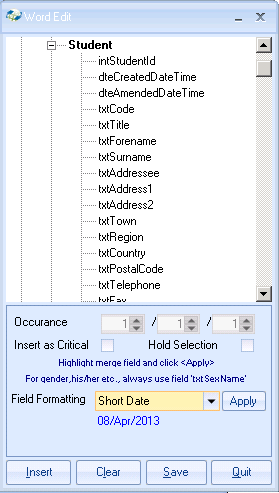 Word Edit
Student
intStudentId
dteCreatedDateTime
dteAmendedDateTime
txtCode
txtTitle
txtForename
txtSurname
txtAddressee
txtAddress1
txtAddress2
txtTown
txtRegion
txtCountry
txtPostalCode
txtTelephone
txtFax
Occurance 1 / 1 / 1
Insert as Critical Hold Selection
Highlight merge field and click <Apply>
For gender,his/her etc., always use field 'txtSexName'
Field Formatting Short Date Apply
08/Apr/2013
Insert Clear Save Quit